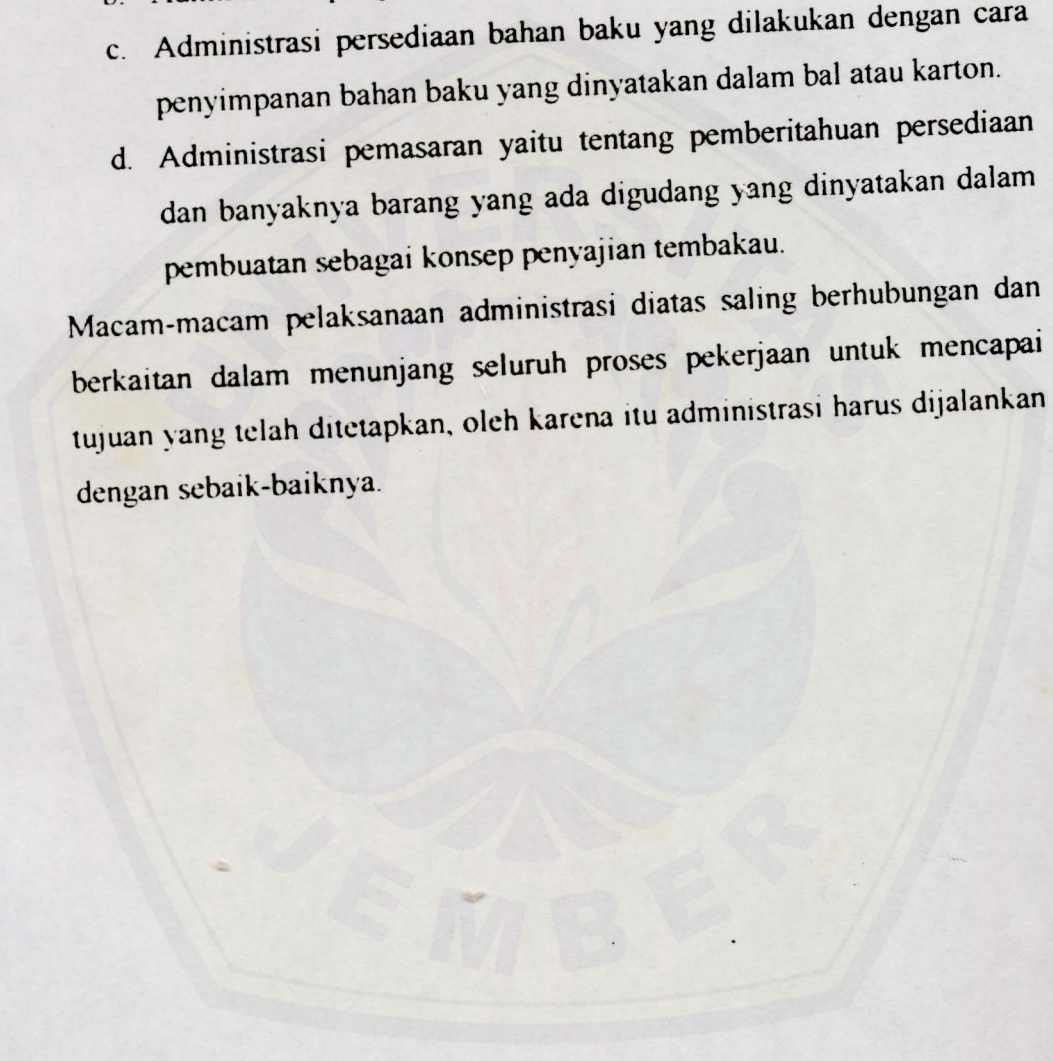 c. Administrasi persediaan bahan baku yang dilakukan dengan cara
penyimpanan bahan baku yang dinyatakan dalam bal atau karton.
d. Administrasi pemasaran yaitu tentang pemberitahuan persediaan
dan banyaknya barang yang ada digudang yang dinyatakan dalam
pembuatan sebagai konsep penyajian tembakau.
Macam-macam pelaksanaan administrasi diatas saling berhubungan dan
berkaitan dalam menunjang seluruh proses pekerjaan untuk mencapai
tujuan yang telah ditetapkan, oleh karena itu administrasi harus dijalankan
dengan sebaik-baiknya.
UNIVERSITAS
JEMBER